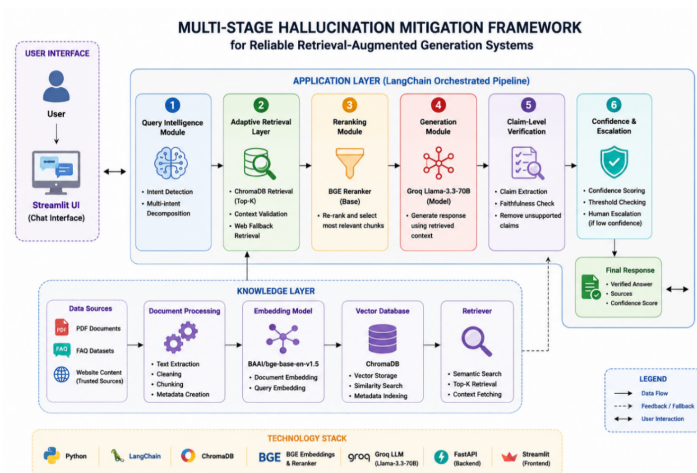 MULTI-STAGE HALLUCINATION MITIGATION FRAMEWORK
for Reliable Retrieval-Augmented Generation Systems
USER INTERFACE
User
Streamlit UI
(Chat Interface)
APPLICATION LAYER (LangChain Orchestrated Pipeline)
1
Query Intelligence
Module
• Intent Detection
• Multi-intent
Decomposition
2
Adaptive Retrieval
Layer
• ChromaDB Retrieval
(Top-K)
• Context Validation
• Web Fallback
Retrieval
3
Reranking
Module
BGE Reranker
(Base)
• Re-rank and select
most relevant chunks
4
Generation
Module
Groq Llama-3.3-70B
(Model)
• Generate response
using retrieved
context
5
Claim-Level
Verification
• Claim Extraction
• Faithfulness Check
• Remove unsupported
claims
6
Confidence &
Escalation
• Confidence Scoring
• Threshold Checking
• Human Escalation
(if low confidence)
Final Response
• Verified Answer
• Sources
• Confidence Score
KNOWLEDGE LAYER
Data Sources
PDF
PDF Documents
FAQ
FAQ Datasets
Website Content
(Trusted Sources)
Document Processing
• Text Extraction
• Cleaning
• Chunking
• Metadata Creation
Embedding Model
BAAI/bge-base-en-v1.5
• Document Embedding
• Query Embedding
Vector Database
ChromaDB
• Vector Storage
• Similarity Search
• Metadata Indexing
Retriever
• Semantic Search
• Top-K Retrieval
• Context Fetching
LEGEND
Data Flow
Feedback / Fallback
User Interaction
TECHNOLOGY STACK
Python
LangChain
ChromaDB
BGE
BGE Embeddings
& Reranker
groq
Groq LLM
(Llama-3.3-70B)
FastAPI
(Backend)
Streamlit
(Frontend)